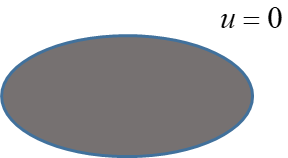 u = 0